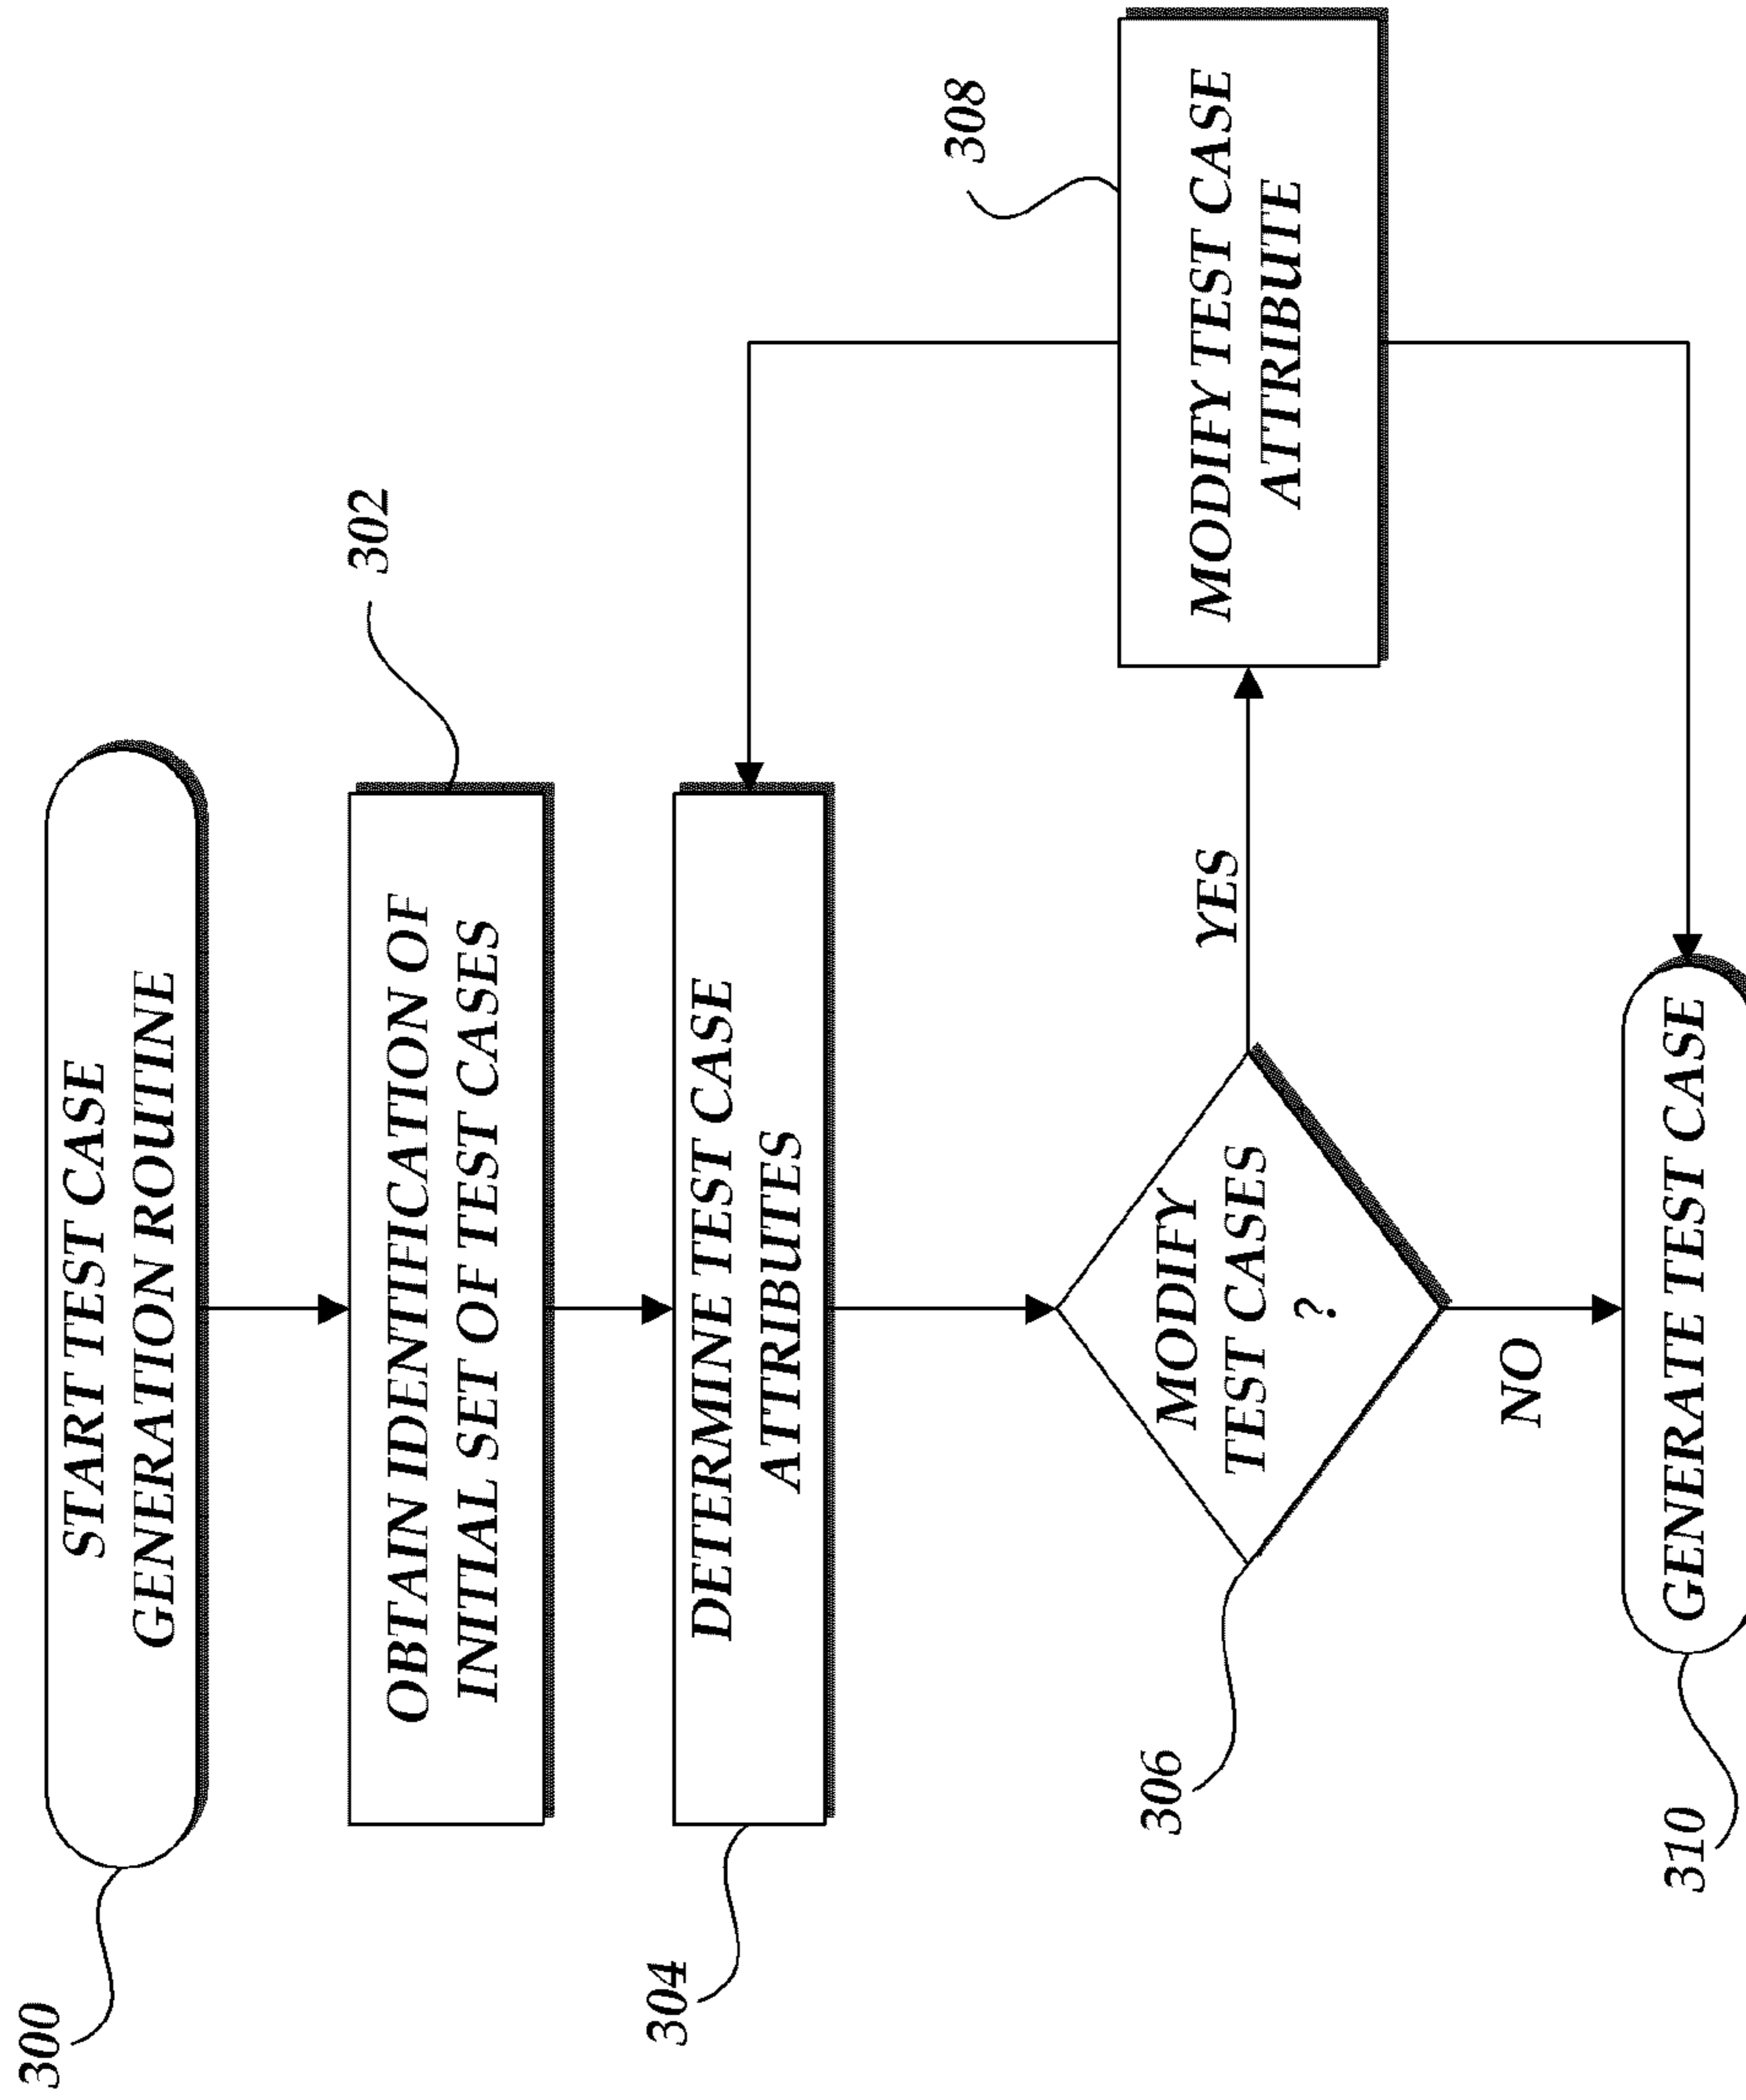 300
START TEST CASE
GENERATION ROUTINE
302
OBTAIN IDENTIFICATION OF
INITIAL SET OF TEST CASES
304
DETERMINE TEST CASE
ATTRIBUTES
306
MODIFY
TEST CASES
?
YES
308
MODIFY TEST CASE
ATTRIBUTE
NO
310
GENERATE TEST CASE